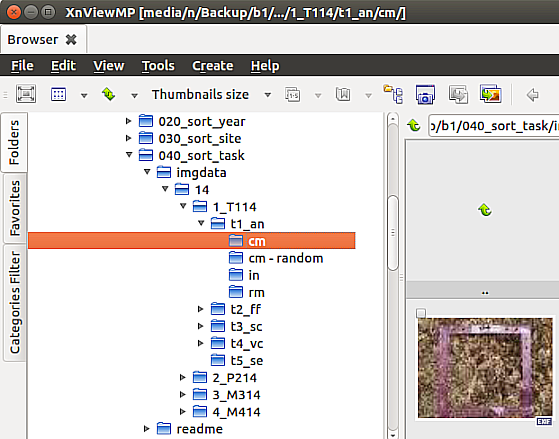 XnViewMP [media/n/Backup/b1/.../1_T114/t1_an/cm/]
Browser
File Edit View Tools Create Help
Thumbnails size
Folders
Favorites
Categories Filter
020_sort_year
030_sort_site
040_sort_task
imgdata
14
1_T114
t1_an
cm
cm - random
in
rm
t2_ff
t3_sc
t4_vc
t5_se
2_P214
3_M314
4_M414
readme
/b1/040_sort_task/i
..
EXIF